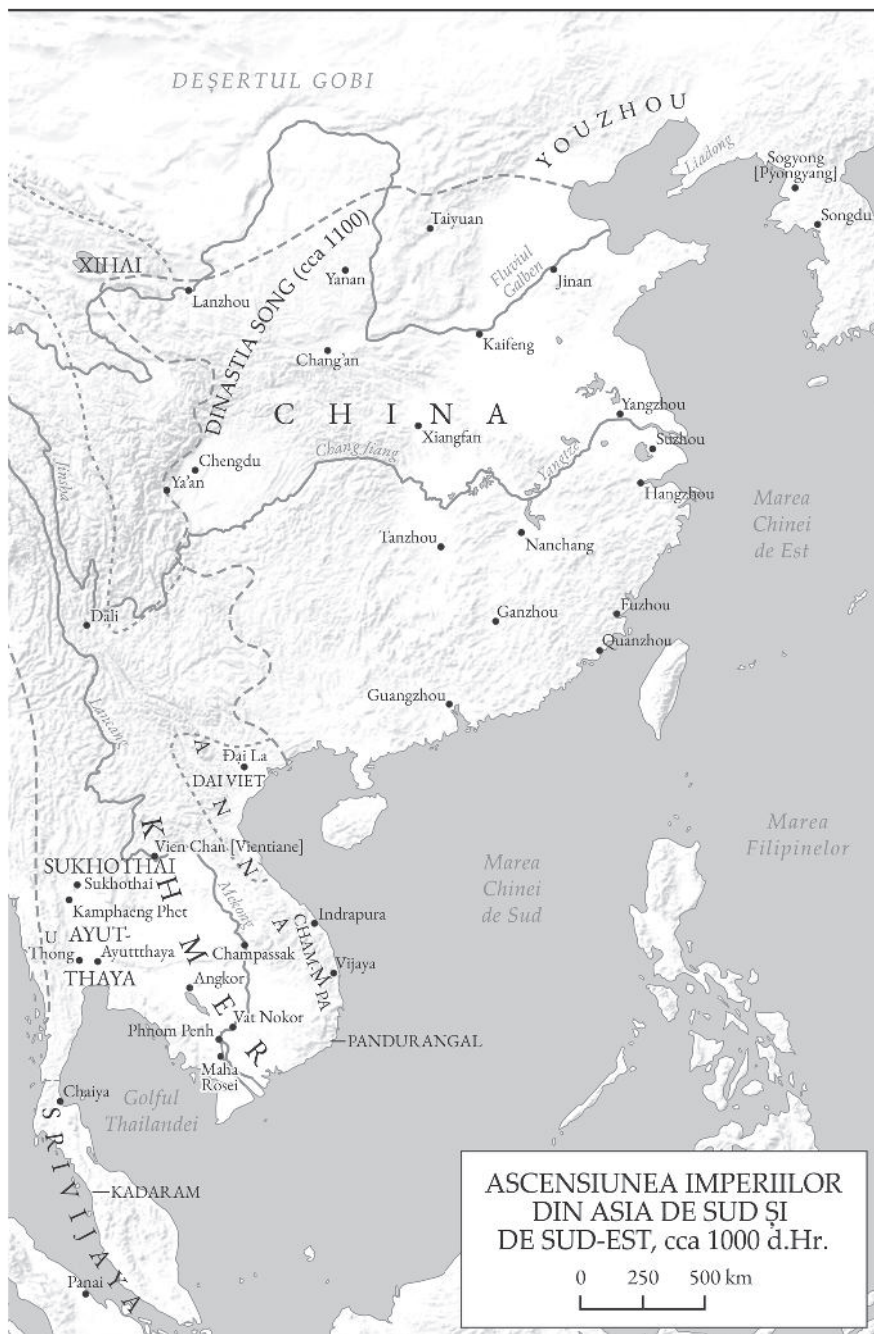 DEȘERTUL GOBI
YOUZHOU
Liadong
Sogyong
[Pyongyang]
Songdu
Taiyuan
XIHAI
DINASTIA SONG (cca 1100)
Yanan
Fluviul
Galben
Jinan
Lanzhou
Kaifeng
Chang'an
CHINA
Xiangfan
Yangzhou
Suzhou
Chang Jiang
Yangtze
Chengdu
Jinsha
Ya'an
Hangzhou
Marea
Chinei
de Est
Tanzhou
Nanchang
Dali
Ganzhou
Fuzhou
Quanzhou
Guangzhou
Lancang
ANNAM
Đại La
DAI VIET
KHMER
Vien Chan [Vientiane]
SUKHOTHAI
Sukhothai
Kamphaeng Phet
Mekong
Marea
Chinei
de Sud
Marea
Filipinelor
U
Thong
AYUT-
THAYA
Ayuttthaya
Champassak
CHAM-
PA
Indrapura
Vijaya
Angkor
Vat Nokor
Phnom Penh
Maha
Rosei
PANDURANGAL
Golful
Thailandei
Chaiya
SRIVIJAYA
KADARAM
Panai
ASCENSIUNEA IMPERIILOR
DIN ASIA DE SUD ȘI
DE SUD-EST, cca 1000 d.Hr.
0 250 500 km